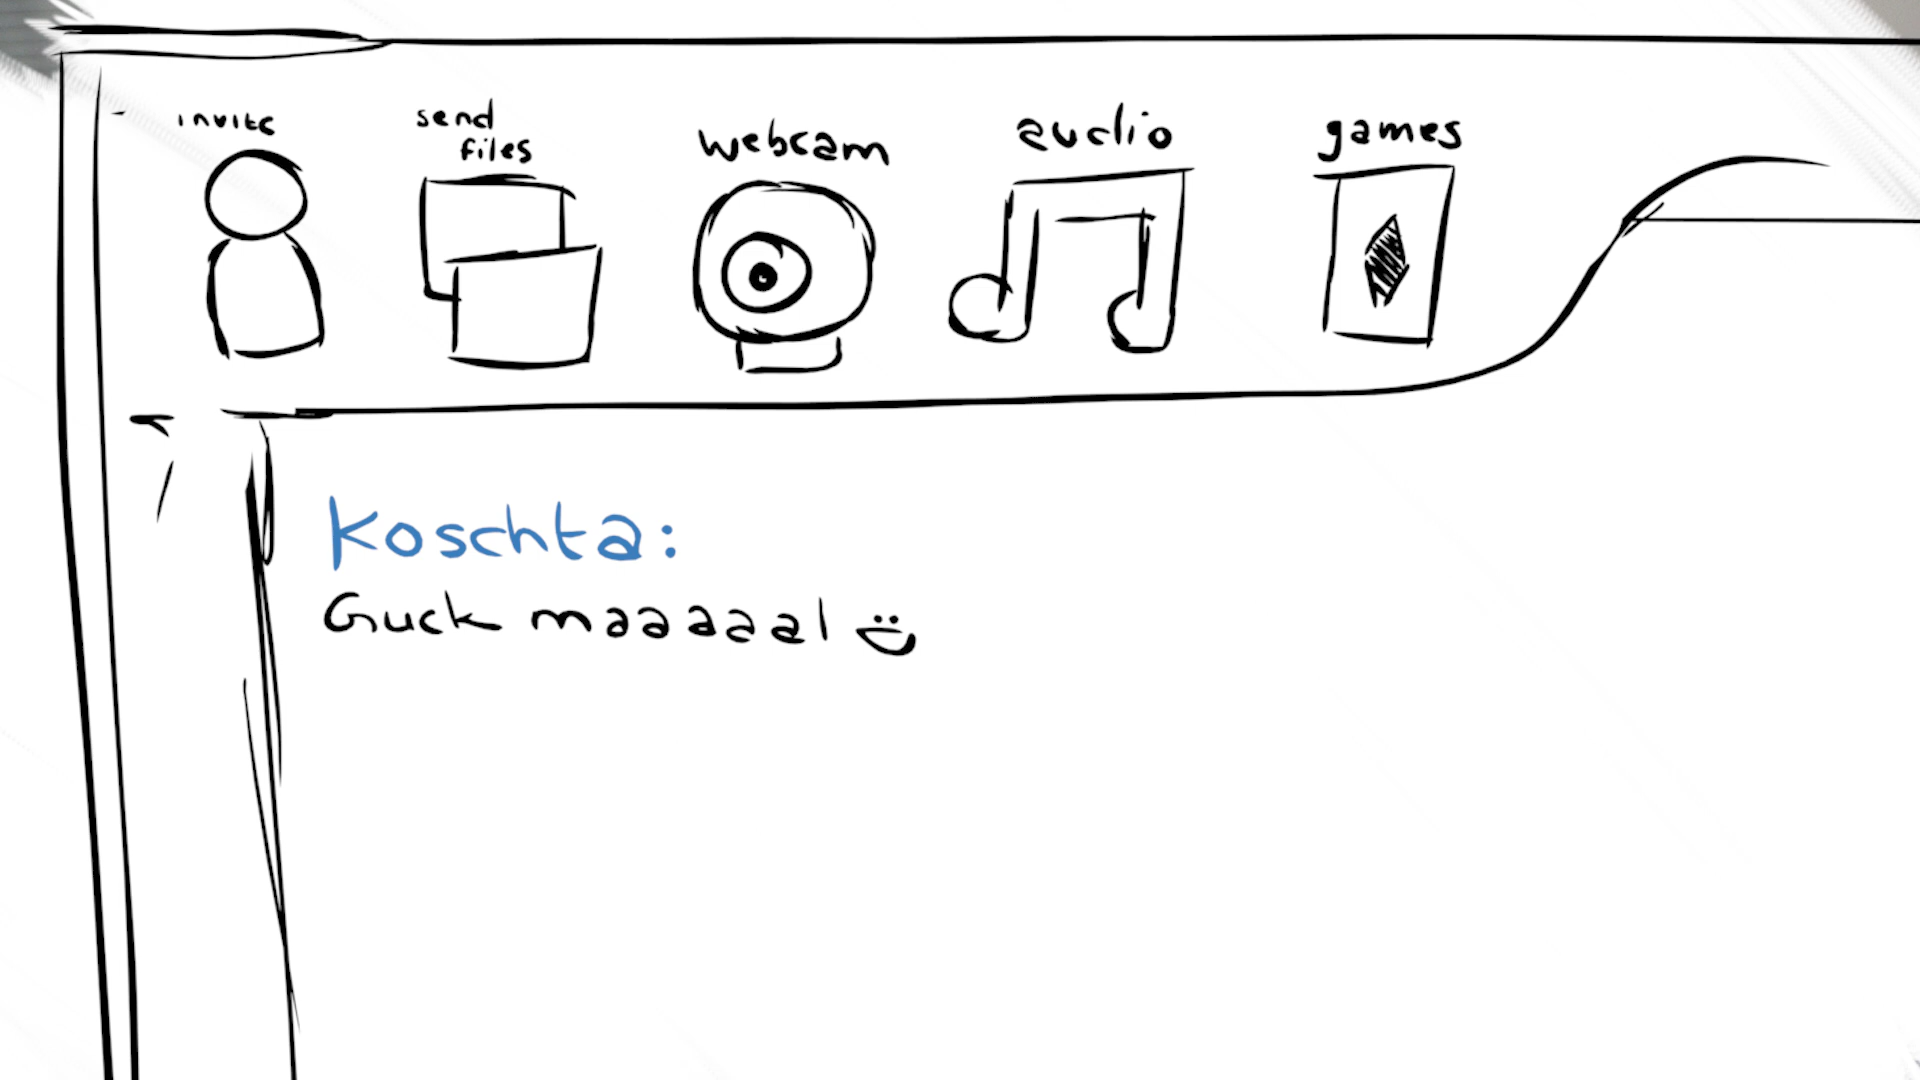 invite
send
files
webcam
audio
games
Koschta:
Guck maaaaal